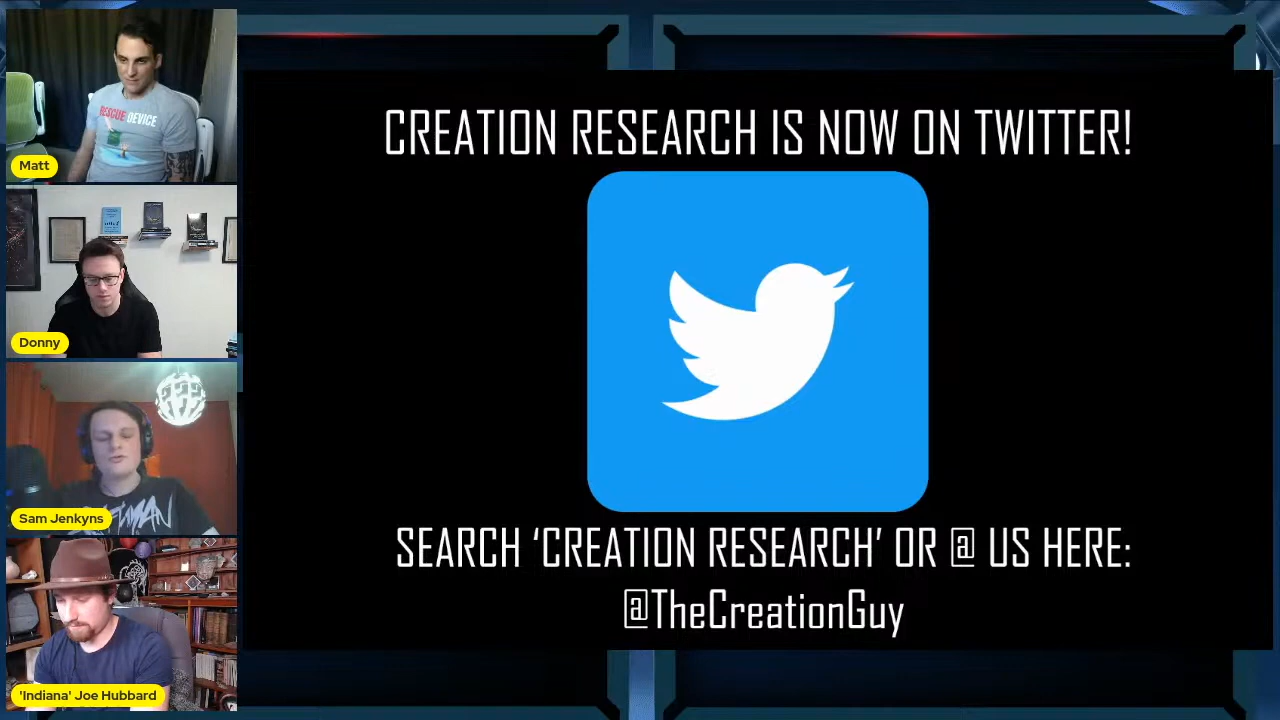 CREATION RESEARCH IS NOW ON TWITTER!
SEARCH ‘CREATION RESEARCH’ OR @ US HERE:
@TheCreationGuy
RESCUE DEVICE
Matt
Donny
Sam Jenkyns
'Indiana' Joe Hubbard